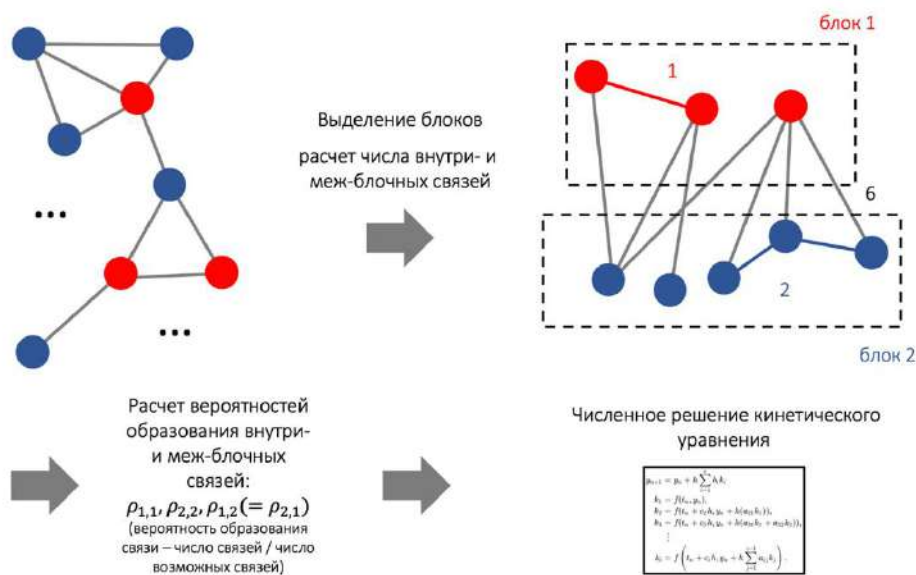 блок 1
1
Выделение блоков
расчет числа внутри- и
меж-блочных связей
6
...
2
...
блок 2
Расчет вероятностей
образования внутри-
и меж-блочных
связей:
ρ₁,₁, ρ₂,₂, ρ₁,₂(= ρ₂,₁)
(вероятность образования
связи – число связей / число
возможных связей)
Численное решение кинетического
уравнения